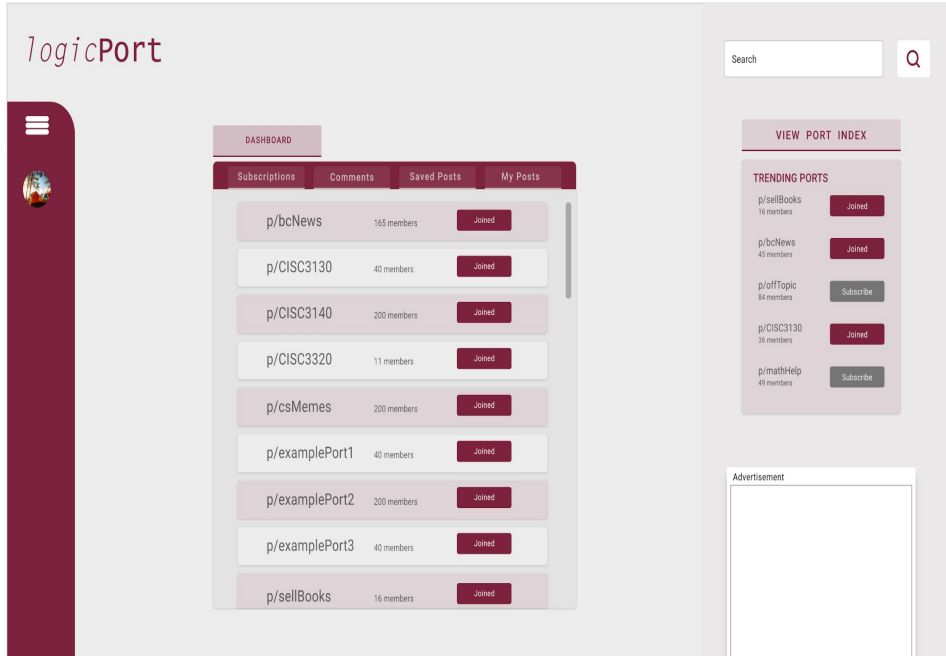 logicPort
Search
DASHBOARD
Subscriptions Comments Saved Posts My Posts
p/bcNews 165 members Joined
p/CISC3130 40 members Joined
p/CISC3140 200 members Joined
p/CISC3320 11 members Joined
p/csMemes 200 members Joined
p/examplePort1 40 members Joined
p/examplePort2 200 members Joined
p/examplePort3 40 members Joined
p/sellBooks 16 members Joined
VIEW PORT INDEX
TRENDING PORTS
p/sellBooks
16 members
Joined
p/bcNews
45 members
Joined
p/offTopic
84 members
Subscribe
p/CISC3130
36 members
Joined
p/mathHelp
49 members
Subscribe
Advertisement